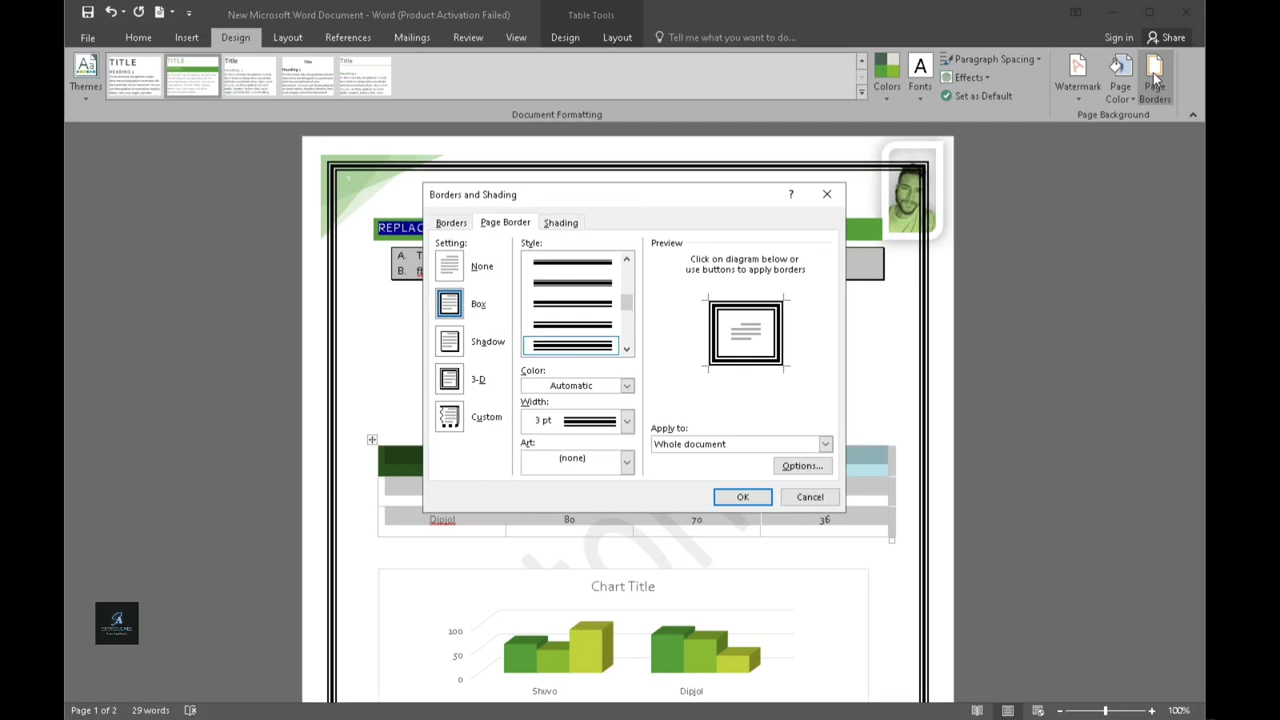 New Microsoft Word Document - Word (Product Activation Failed)
Table Tools
File Home Insert Design Layout References Mailings Review View Design Layout Tell me what you want to do... Sign in Share
Themes
Colors
Fonts
Paragraph Spacing
Effects
Set as Default
Watermark
Page Color
Page Borders
Document Formatting
Page Background
REPLAC
A. T
B. f
Borders and Shading
Borders Page Border Shading
Setting:
None
Box
Shadow
3-D
Custom
Style:
Color:
Automatic
Width:
3 pt
Art:
(none)
Preview
Click on diagram below or
use buttons to apply borders
Apply to:
Whole document
Options...
OK Cancel
Dipjol 80 70 36
Chart Title
100
50
0
Shuvo Dipjol
Page 1 of 2 29 words 100%